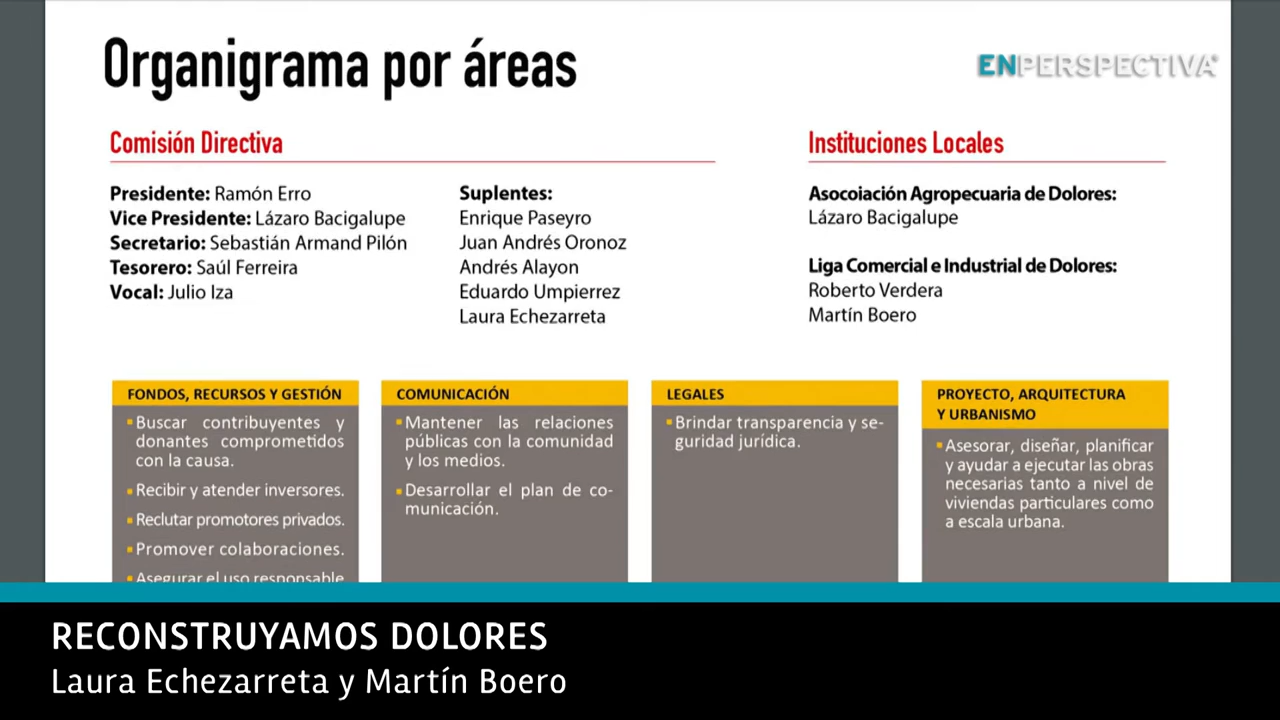 Organigrama por áreas
ENPERSPECTIVA
Comisión Directiva
Presidente: Ramón Erro
Vice Presidente: Lázaro Bacigalupe
Secretario: Sebastián Armand Pilón
Tesorero: Saúl Ferreira
Vocal: Julio Iza
Suplentes:
Enrique Paseyro
Juan Andrés Oronoz
Andrés Alayon
Eduardo Umpierrez
Laura Echezarreta
Instituciones Locales
Asocoiación Agropecuaria de Dolores:
Lázaro Bacigalupe
Liga Comercial e Industrial de Dolores:
Roberto Verdera
Martín Boero
FONDOS, RECURSOS Y GESTIÓN
Buscar contribuyentes y
donantes comprometidos
con la causa.
Recibir y atender inversores.
Reclutar promotores privados.
Promover colaboraciones.
Asegurar el uso responsable
COMUNICACIÓN
Mantener las relaciones
públicas con la comunidad
y los medios.
Desarrollar el plan de co-
municación.
LEGALES
Brindar transparencia y se-
guridad jurídica.
PROYECTO, ARQUITECTURA
Y URBANISMO
Asesorar, diseñar, planificar
y ayudar a ejecutar las obras
necesarias tanto a nivel de
viviendas particulares como
a escala urbana.
RECONSTRUYAMOS DOLORES
Laura Echezarreta y Martín Boero